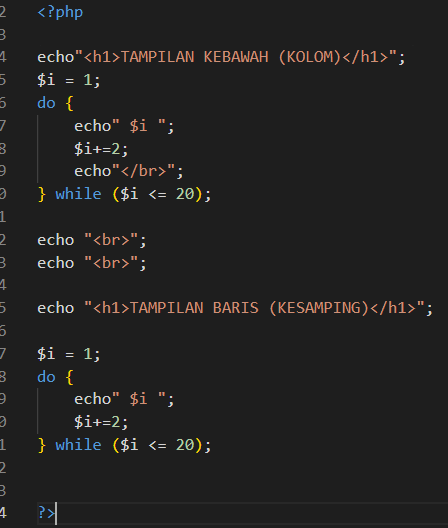 2 <?php
3
4 echo"<h1>TAMPILAN KEBAWAH (KOLOM)</h1>";
5 $i = 1;
6 do {
7 echo" $i ";
8 $i+=2;
9 echo"</br>";
0 } while ($i <= 20);
1
2 echo "<br>";
3 echo "<br>";
4
5 echo "<h1>TAMPILAN BARIS (KESAMPING)</h1>";
6
7 $i = 1;
8 do {
9 echo" $i ";
0 $i+=2;
1 } while ($i <= 20);
2
3
4 ?>